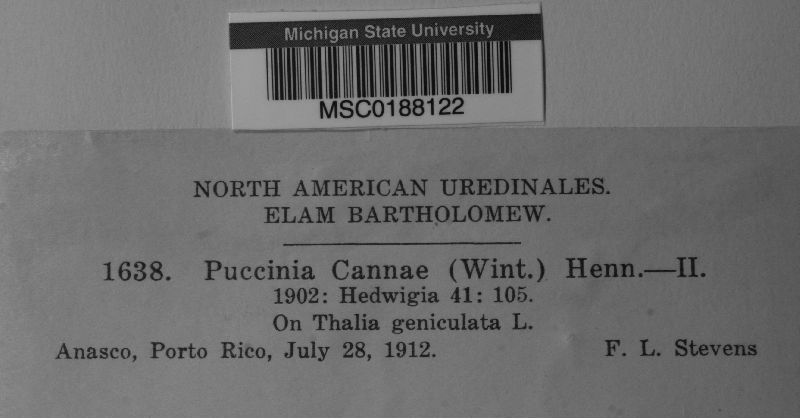 Michigan State University
MSC0188122
NORTH AMERICAN UREDINALES.
ELAM BARTHOLOMEW.
1638. Puccinia Cannae (Wint.) Henn.—II.
1902: Hedwigia 41: 105.
On Thalia geniculata L.
Anasco, Porto Rico, July 28, 1912. F. L. Stevens